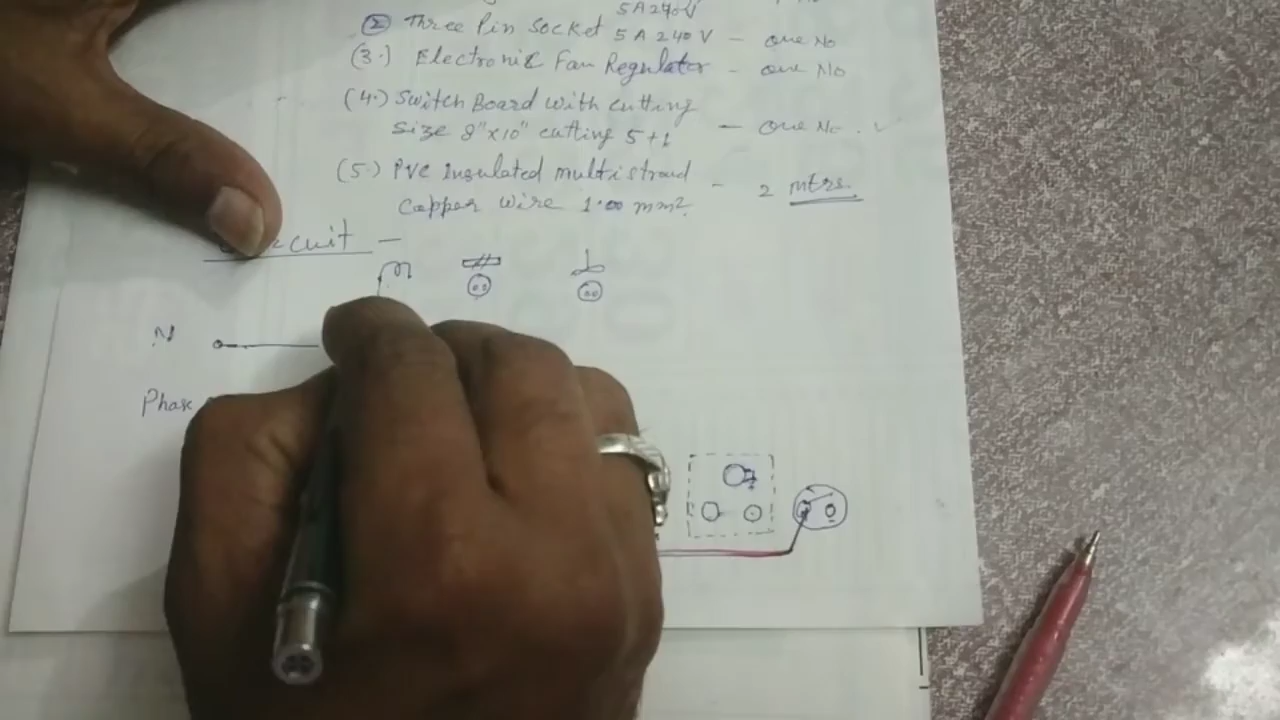 5A 240V
② Three Pin Socket 5A 240V - one No
(3.) Electronic Fan Regulator - one No
(4.) Switch Board with cutting
Size 8"x10" cutting 5+1 - one No.
(5.) PVC Insulated multistrand
Copper wire 1.00 mm2. - 2 mtrs.
cuit -
N
Phase